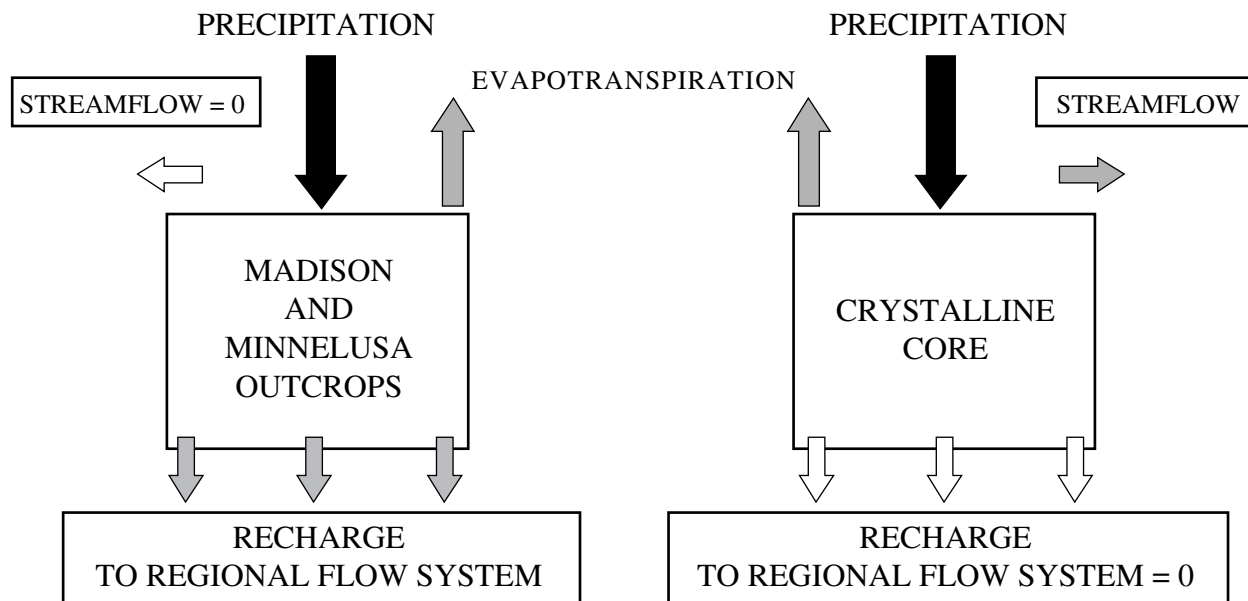 PRECIPITATION
PRECIPITATION
EVAPOTRANSPIRATION
STREAMFLOW = 0
STREAMFLOW
MADISON
AND
MINNELUSA
OUTCROPS
CRYSTALLINE
CORE
RECHARGE
TO REGIONAL FLOW SYSTEM
RECHARGE
TO REGIONAL FLOW SYSTEM = 0